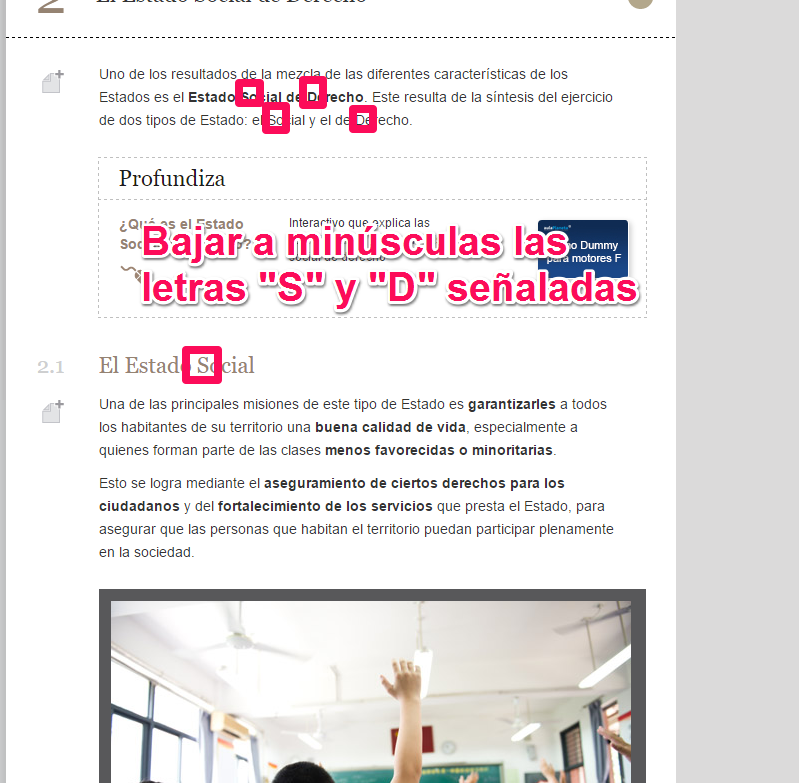 2 El Estado Social de Derecho
Uno de los resultados de la mezcla de las diferentes características de los
Estados es el Estado Social de Derecho. Este resulta de la síntesis del ejercicio
de dos tipos de Estado: el Social y el de Derecho.
Profundiza
¿Qué es el Estado
Interactivo que explica las
social de derecho
Dummy
para motores F
Bajar a minúsculas las
letras "S" y "D" señaladas
2.1 El Estado Social
Una de las principales misiones de este tipo de Estado es garantizarles a todos
los habitantes de su territorio una buena calidad de vida, especialmente a
quienes forman parte de las clases menos favorecidas o minoritarias.
Esto se logra mediante el aseguramiento de ciertos derechos para los
ciudadanos y del fortalecimiento de los servicios que presta el Estado, para
asegurar que las personas que habitan el territorio puedan participar plenamente
en la sociedad.